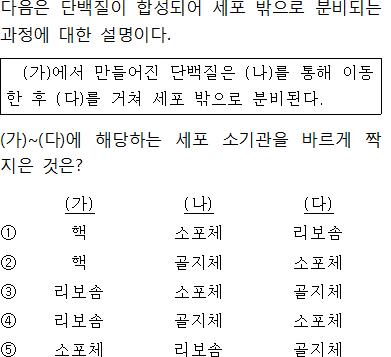 다음은 단백질이 합성되어 세포 밖으로 분비되는
과정에 대한 설명이다.
(가)에서 만들어진 단백질은 (나)를 통해 이동
한 후 (다)를 거쳐 세포 밖으로 분비된다.
(가)~(다)에 해당하는 세포 소기관을 바르게 짝
지은 것은?
(가) (나) (다)
① 핵 소포체 리보솜
② 핵 골지체 소포체
③ 리보솜 소포체 골지체
④ 리보솜 골지체 소포체
⑤ 소포체 리보솜 골지체